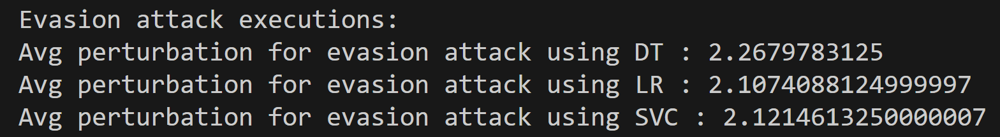 Evasion attack executions:
Avg perturbation for evasion attack using DT : 2.2679783125
Avg perturbation for evasion attack using LR : 2.1074088124999997
Avg perturbation for evasion attack using SVC : 2.1214613250000007